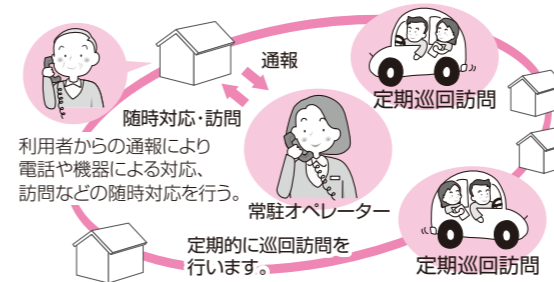 通報
定期巡回訪問
随時対応・訪問
利用者からの通報により
電話や機器による対応、
訪問などの随時対応を行う。
常駐オペレーター
定期的に巡回訪問を
行います。
定期巡回訪問